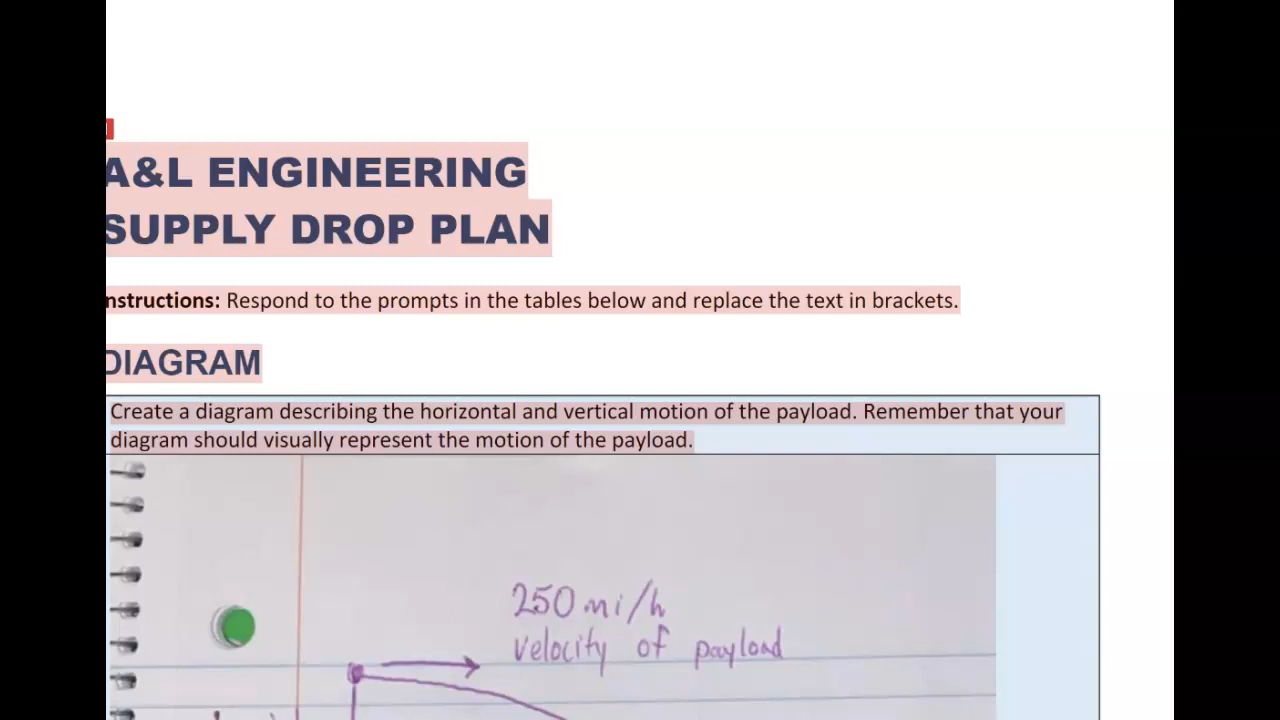 A&L ENGINEERING
SUPPLY DROP PLAN
nstructions: Respond to the prompts in the tables below and replace the text in brackets.
DIAGRAM
Create a diagram describing the horizontal and vertical motion of the payload. Remember that your
diagram should visually represent the motion of the payload.
250 mi/h
velocity of payload